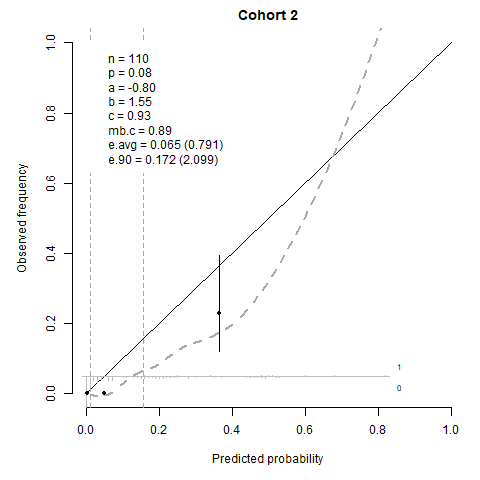 Cohort 2
n = 110
p = 0.08
a = -0.80
b = 1.55
c = 0.93
mb.c = 0.89
e.avg = 0.065 (0.791)
e.90 = 0.172 (2.099)
Observed frequency
1.0
0.8
0.6
0.4
0.2
0.0
1
0
0.0 0.2 0.4 0.6 0.8 1.0
Predicted probability